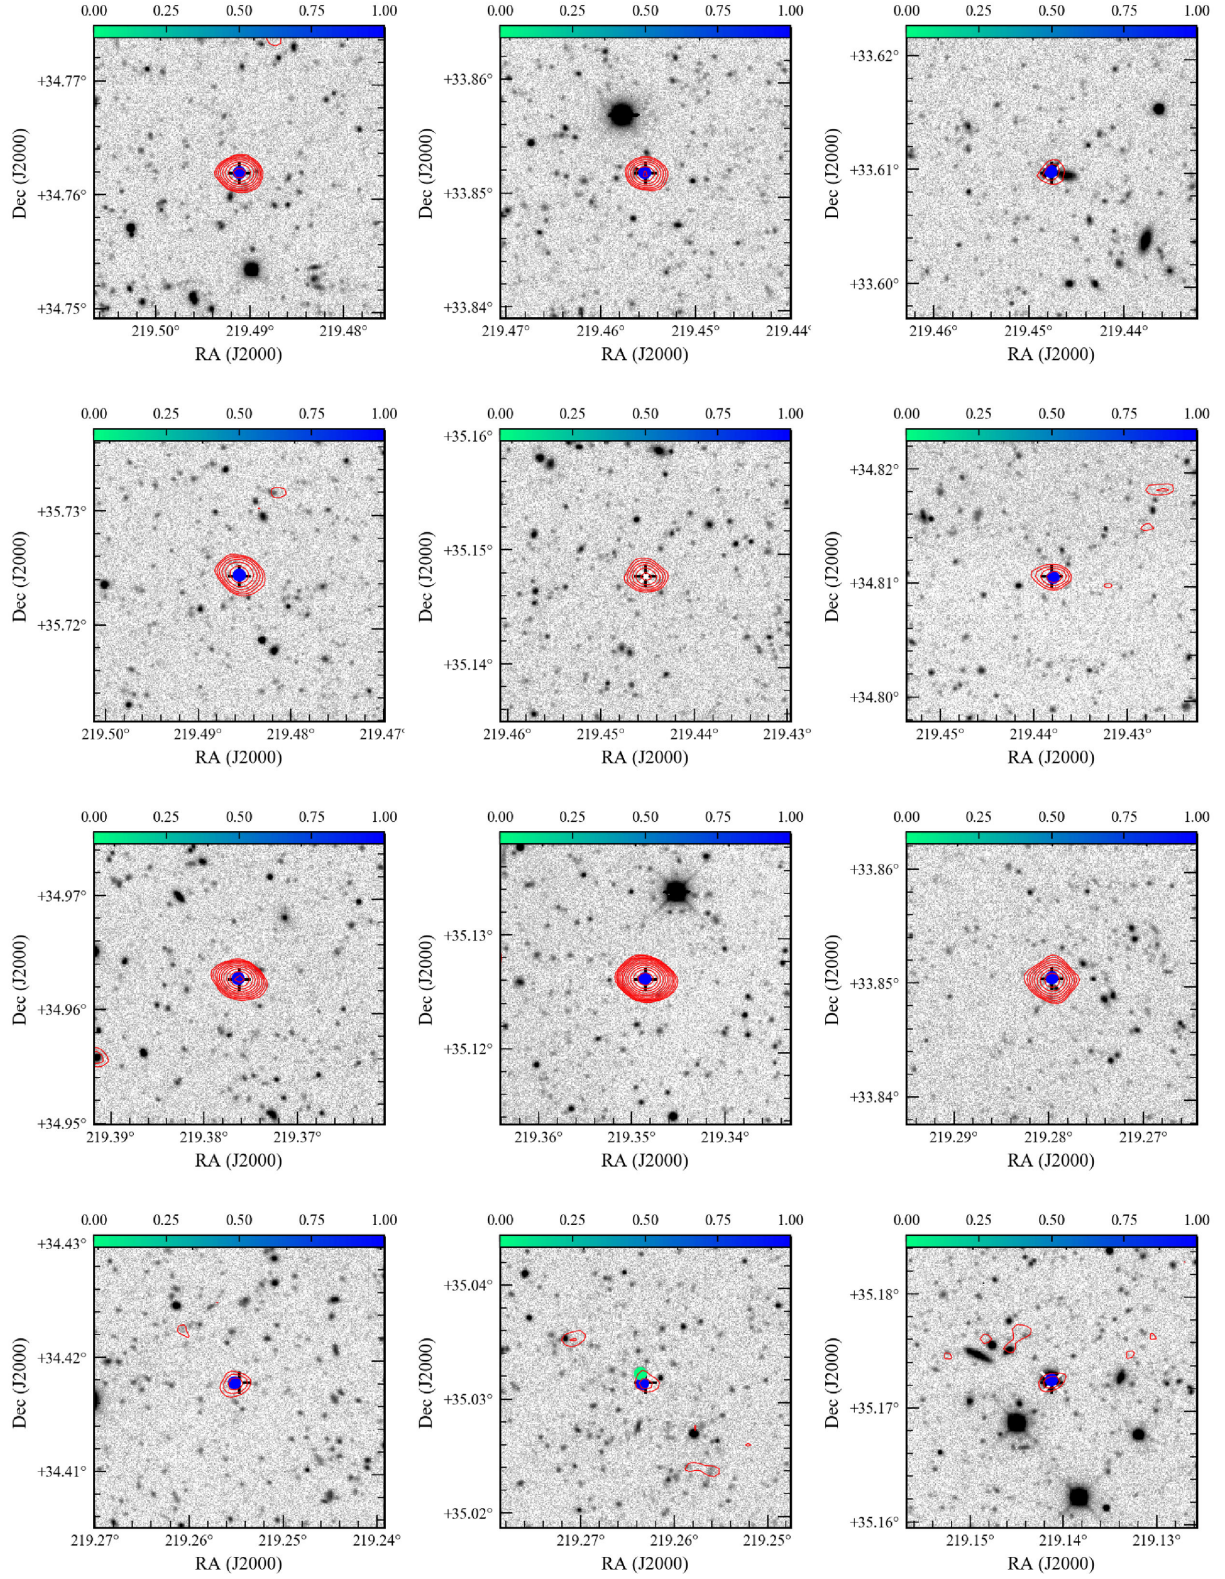 0.00 0.25 0.50 0.75 1.00 0.00 0.25 0.50 0.75 1.00 0.00 0.25 0.50 0.75 1.00
Dec (J2000) +34.77° +34.76° +34.75°
219.50° 219.49° 219.48°
RA (J2000)
Dec (J2000) +33.86° +33.85° +33.84°
219.47° 219.46° 219.45° 219.44°
RA (J2000)
Dec (J2000) +33.62° +33.61° +33.60°
219.46° 219.45° 219.44°
RA (J2000)
0.00 0.25 0.50 0.75 1.00 0.00 0.25 0.50 0.75 1.00 0.00 0.25 0.50 0.75 1.00
Dec (J2000) +35.73° +35.72°
219.50° 219.49° 219.48° 219.47°
RA (J2000)
Dec (J2000) +35.16° +35.15° +35.14°
219.46° 219.45° 219.44° 219.43°
RA (J2000)
Dec (J2000) +34.82° +34.81° +34.80°
219.45° 219.44° 219.43°
RA (J2000)
0.00 0.25 0.50 0.75 1.00 0.00 0.25 0.50 0.75 1.00 0.00 0.25 0.50 0.75 1.00
Dec (J2000) +34.97° +34.96° +34.95°
219.39° 219.38° 219.37°
RA (J2000)
Dec (J2000) +35.13° +35.12°
219.36° 219.35° 219.34°
RA (J2000)
Dec (J2000) +33.86° +33.85° +33.84°
219.29° 219.28° 219.27°
RA (J2000)
0.00 0.25 0.50 0.75 1.00 0.00 0.25 0.50 0.75 1.00 0.00 0.25 0.50 0.75 1.00
Dec (J2000) +34.43° +34.42° +34.41°
219.27° 219.26° 219.25° 219.24°
RA (J2000)
Dec (J2000) +35.04° +35.03° +35.02°
219.27° 219.26° 219.25°
RA (J2000)
Dec (J2000) +35.18° +35.17° +35.16°
219.15° 219.14° 219.13°
RA (J2000)